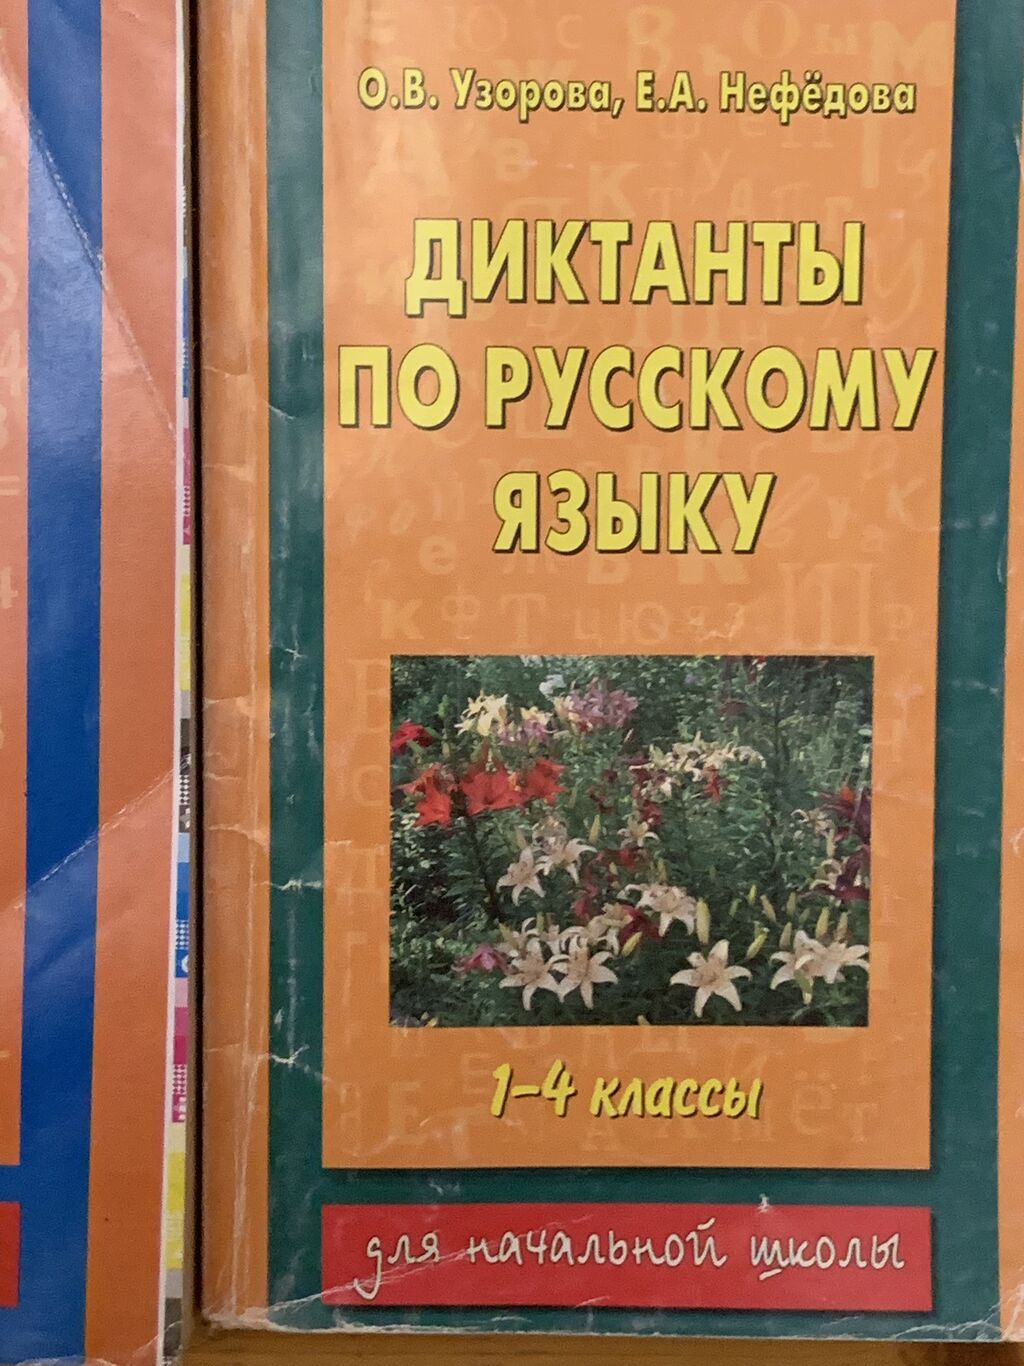 О.В. Узорова, Е.А. Нефёдова
ДИКТАНТЫ
ПО РУССКОМУ
ЯЗЫКУ
1–4 классы
для начальной школы